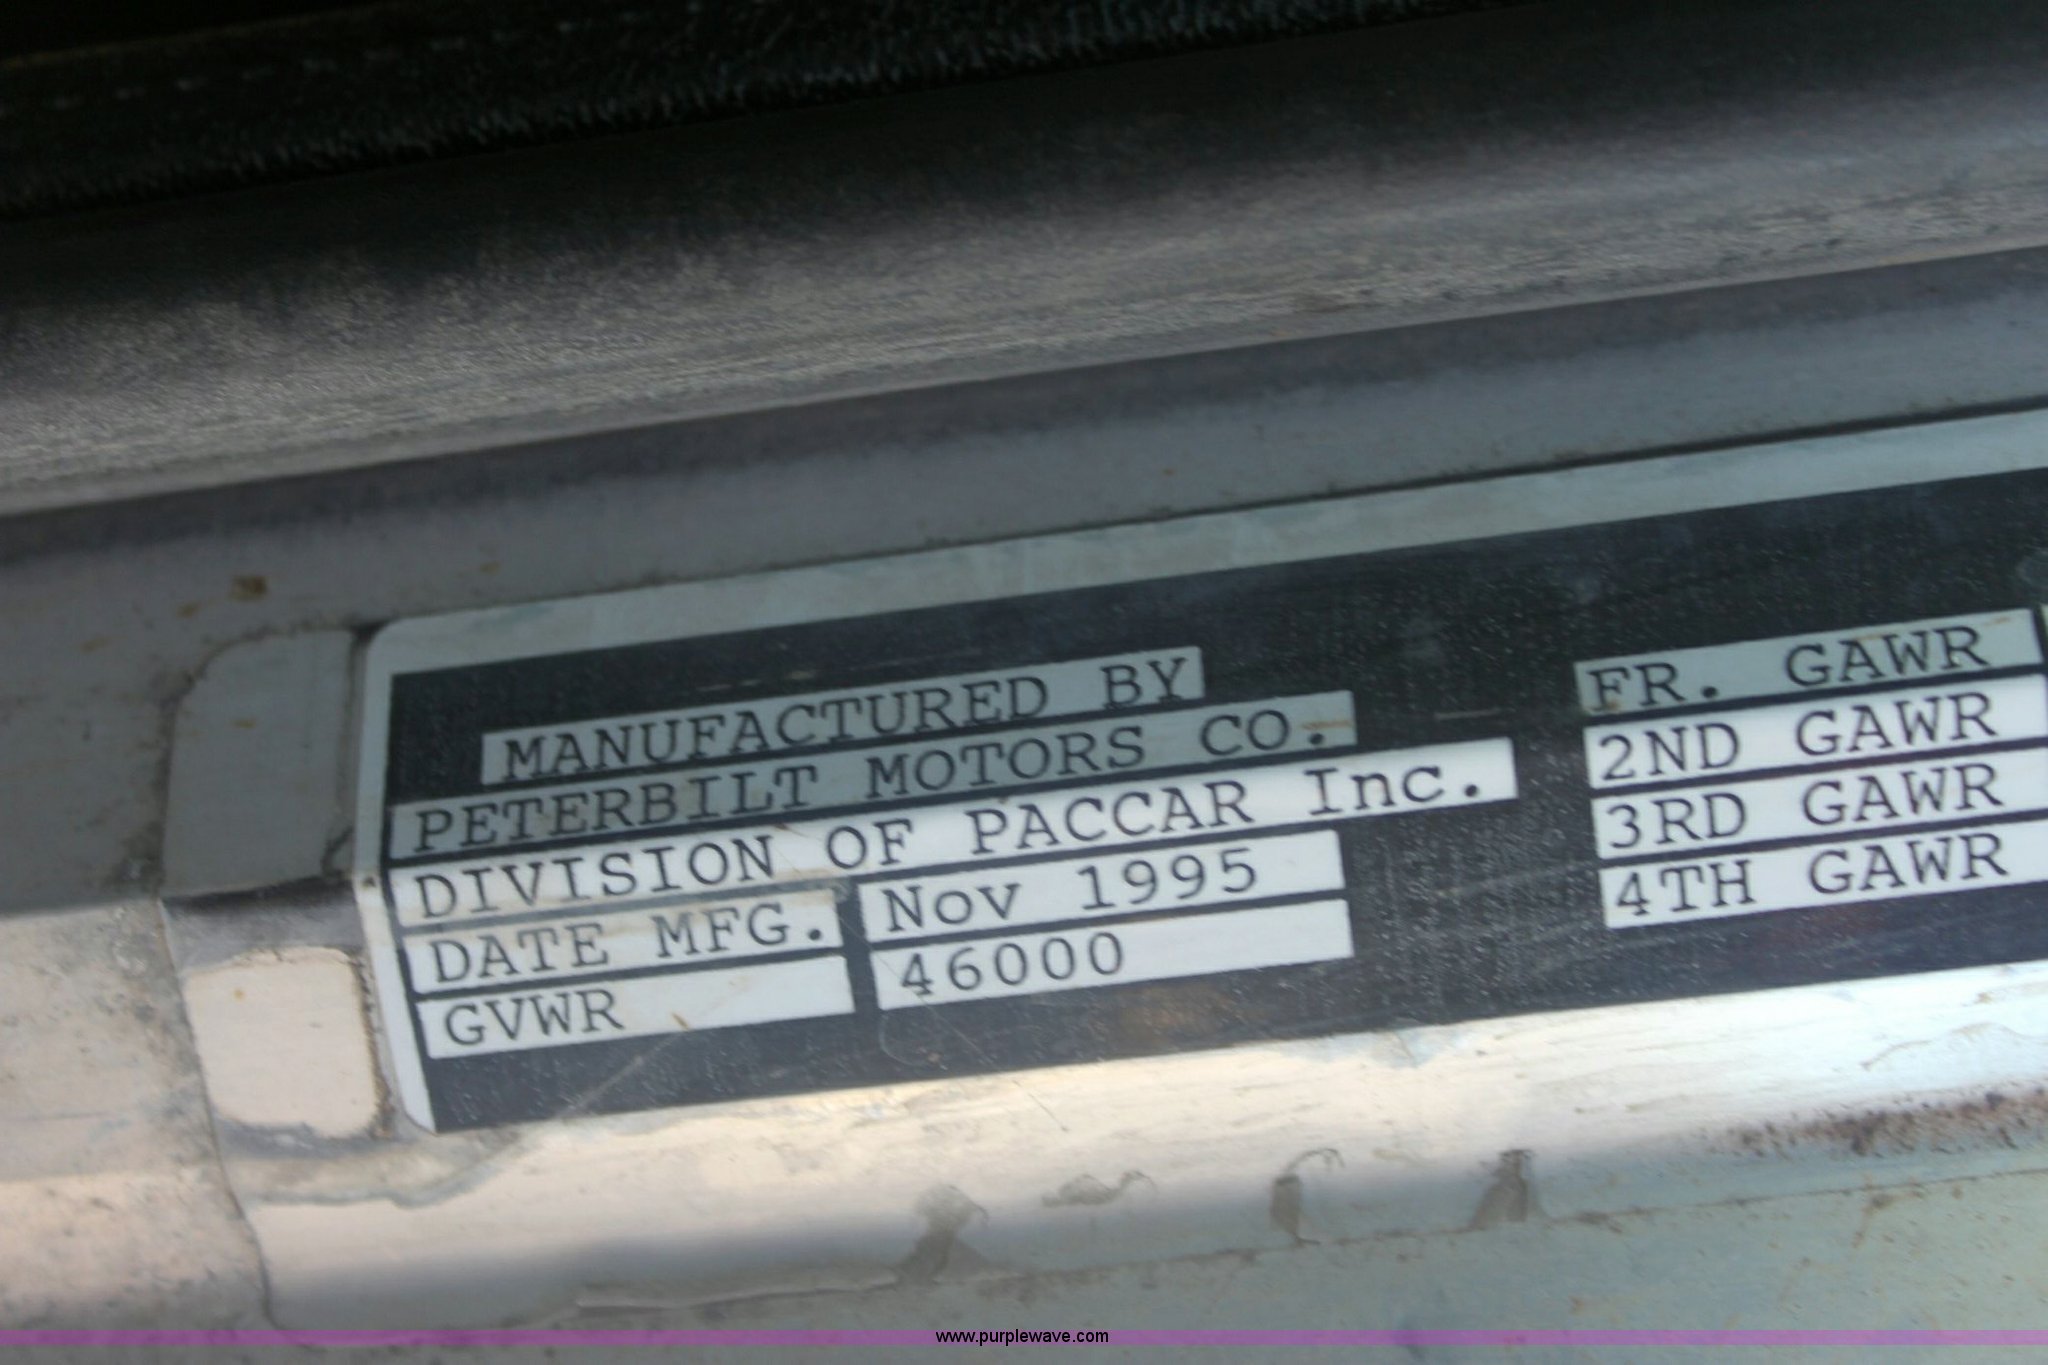 MANUFACTURED BY
PETERBILT MOTORS CO.
DIVISION OF PACCAR Inc.
DATE MFG. Nov 1995
GVWR 46000
FR. GAWR
2ND GAWR
3RD GAWR
4TH GAWR
www.purplewave.com